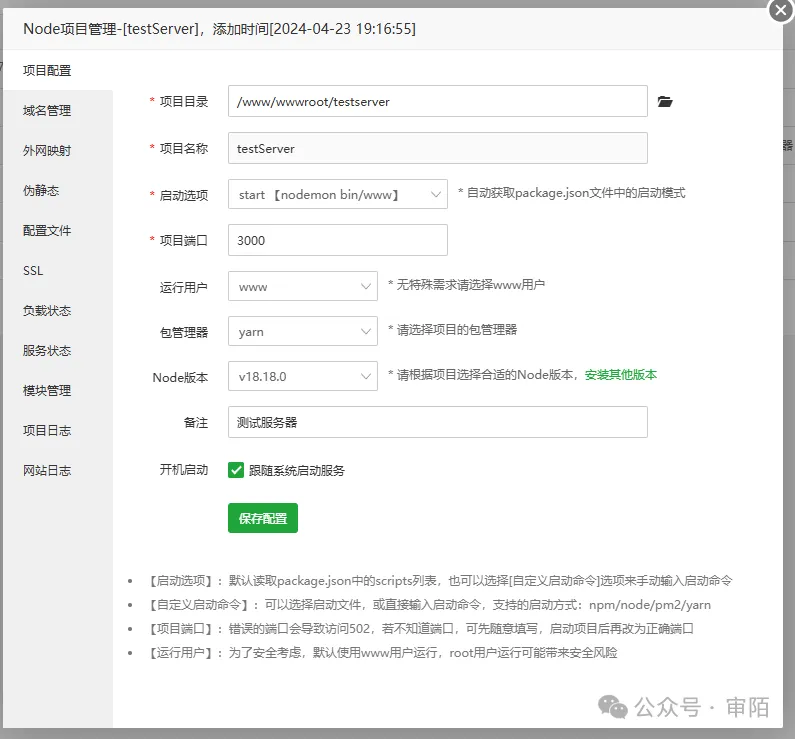 Node项目管理-[testServer]，添加时间[2024-04-23 19:16:55]
项目配置
域名管理
外网映射
伪静态
配置文件
SSL
负载状态
服务状态
模块管理
项目日志
网站日志
* 项目目录 /www/wwwroot/testserver
* 项目名称 testServer
* 启动选项 start 【nodemon bin/www】 * 自动获取package.json文件中的启动模式
* 项目端口 3000
运行用户 www * 无特殊需求请选择www用户
包管理器 yarn * 请选择项目的包管理器
Node版本 v18.18.0 * 请根据项目选择合适的Node版本，安装其他版本
备注 测试服务器
开机启动 跟随系统启动服务
保存配置
• 【启动选项】：默认读取package.json中的scripts列表，也可以选择[自定义启动命令]选项来手动输入启动命令
• 【自定义启动命令】：可以选择启动文件，或直接输入启动命令，支持的启动方式：npm/node/pm2/yarn
• 【项目端口】：错误的端口会导致访问502，若不知道端口，可先随意填写，启动项目后再改为正确端口
• 【运行用户】：为了安全考虑，默认使用www用户运行，root用户运行可能带来安全风险
器
公众号 · 审陌